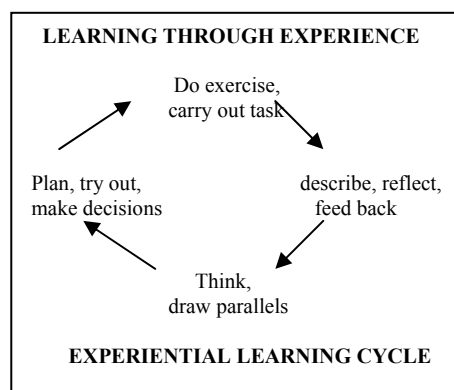 LEARNING THROUGH EXPERIENCE
Do exercise,
carry out task
Plan, try out,
make decisions
describe, reflect,
feed back
Think,
draw parallels
EXPERIENTIAL LEARNING CYCLE